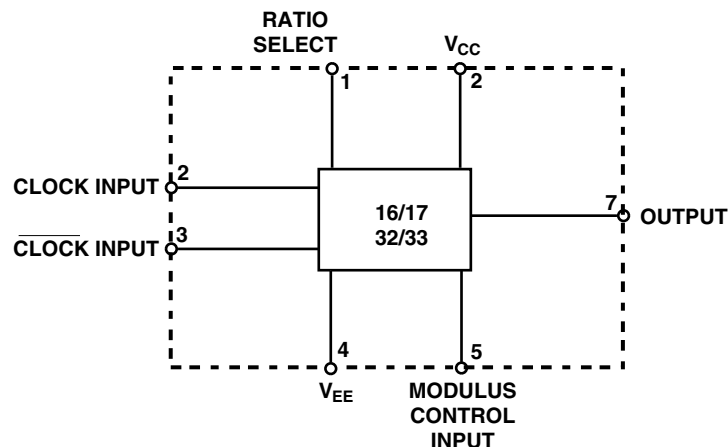 RATIO
SELECT
V_CC
1
2
CLOCK INPUT
2
16/17
32/33
7
OUTPUT
C̅L̅O̅C̅K̅ INPUT
3
4
5
V_EE
MODULUS
CONTROL
INPUT